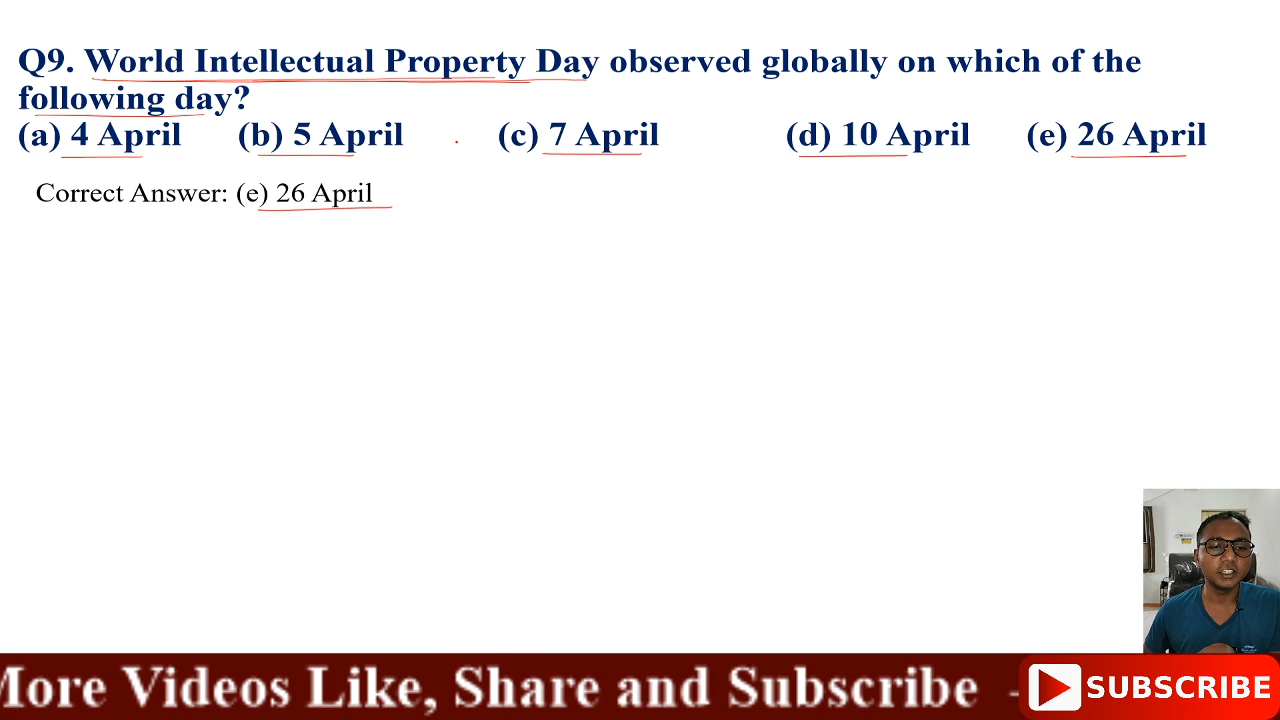 Q9. World Intellectual Property Day observed globally on which of the
following day?
(a) 4 April (b) 5 April (c) 7 April (d) 10 April (e) 26 April
Correct Answer: (e) 26 April
More Videos Like, Share and Subscribe -
SUBSCRIBE